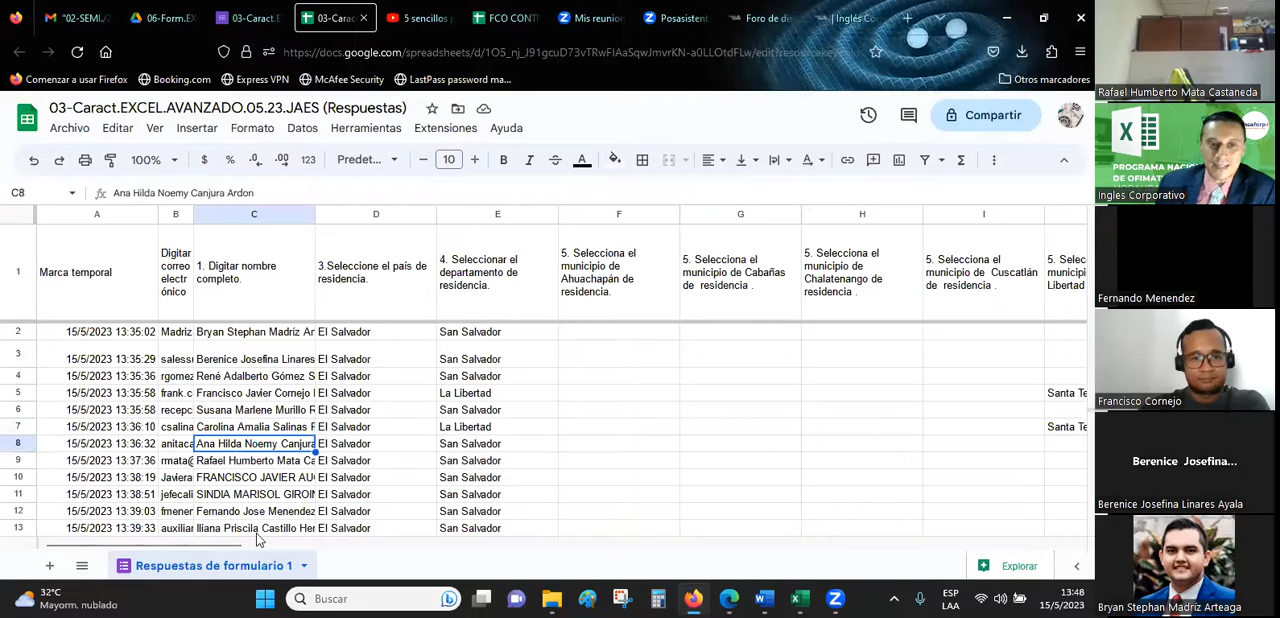 "02-SEMI./
06-Form.E
03-Caract.E
03-Carac
5 sencillos
FCO CONT
Mis reunio
Posasistent
Foro de dis
Inglés Co
https://docs.google.com/spreadsheets/d/
Comenzar a usar Firefox
Booking.com
Express VPN
McAfee Security
LastPass password ma...
Otros marcadores
03-Caract.EXCEL.AVANZADO.05.23.JAES (Respuestas)
Archivo Editar Ver Insertar Formato Datos Herramientas Extensiones Ayuda
Compartir
100% $ % .0 .00 123 Predet... − 10 + B I A
C8 fx Ana Hilda Noemy Canjura Ardon
A B C D E F G H I
1 Marca temporal
Digitar correo electr ónico
1. Digitar nombre completo.
3.Seleccione el país de residencia.
4. Seleccionar el departamento de residencia.
5. Selecciona el municipio de Ahuachapán de residencia.
5. Selecciona el municipio de Cabañas de residencia .
5. Selecciona el municipio de Chalatenango de residencia .
5. Selecciona el municipio de Cuscatlán de residencia .
5. Selec municipi Libertad
2 15/5/2023 13:35:02 Madriz Bryan Stephan Madríz Ar El Salvador San Salvador
3 15/5/2023 13:35:29 saless Berenice Josefina Linares El Salvador San Salvador
4 15/5/2023 13:35:36 rgomez René Adalberto Gómez S El Salvador San Salvador
5 15/5/2023 13:35:58 frank.c Francisco Javier Cornejo El Salvador La Libertad Santa Te
6 15/5/2023 13:35:58 recepc Susana Marlene Murillo R El Salvador San Salvador
7 15/5/2023 13:36:10 csalina Carolina Amalia Salinas F El Salvador La Libertad Santa Te
8 15/5/2023 13:36:32 anitaca Ana Hilda Noemy Canjura El Salvador San Salvador
9 15/5/2023 13:37:36 rmata@ Rafael Humberto Mata Ca El Salvador San Salvador
10 15/5/2023 13:38:19 Javiera FRANCISCO JAVIER AU El Salvador San Salvador
11 15/5/2023 13:38:51 jefecali SINDIA MARISOL GIROI El Salvador San Salvador
12 15/5/2023 13:39:03 fmener Fernando Jose Menendez El Salvador San Salvador
13 15/5/2023 13:39:33 auxiliar Iliana Priscila Castillo Her El Salvador San Salvador
Respuestas de formulario 1
Explorar
32°C
Mayorm. nublado
Buscar
ESP
LAA
13:48
15/5/2023
Rafael Humberto Mata Castaneda
PROGRAMA NACI
DE OFIMÁT
Ingles Corporativo
Fernando Menendez
Francisco Cornejo
Berenice Josefina...
Berenice Josefina Linares Ayala
Bryan Stephan Madríz Arteaga